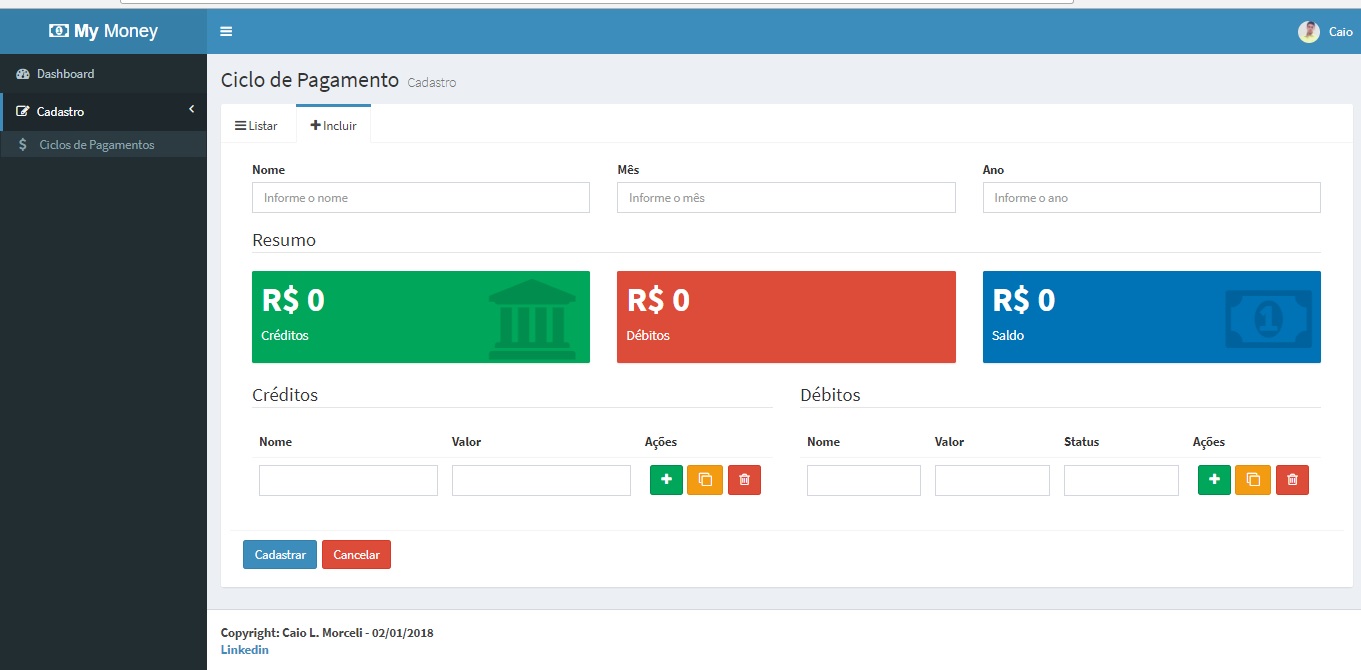 My Money
Caio
Dashboard
Cadastro
Ciclos de Pagamentos
Ciclo de Pagamento Cadastro
Listar
Incluir
Nome Mês Ano
Informe o nome Informe o mês Informe o ano
Resumo
R$ 0 R$ 0 R$ 0
Créditos Débitos Saldo
Créditos Débitos
Nome Valor Ações Nome Valor Status Ações
Cadastrar Cancelar
Copyright: Caio L. Morceli - 02/01/2018
Linkedin